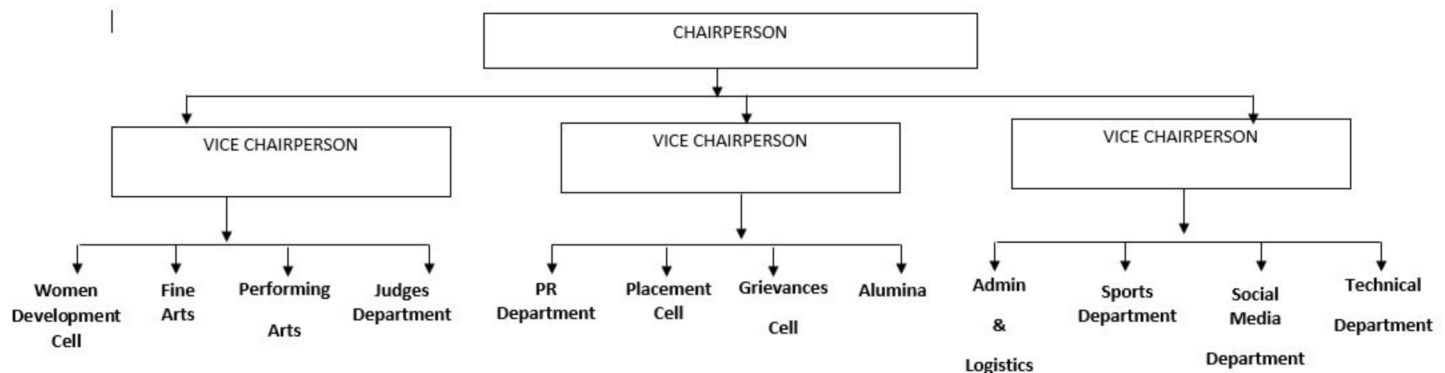 CHAIRPERSON
VICE CHAIRPERSON
VICE CHAIRPERSON
VICE CHAIRPERSON
Women
Development
Cell
Fine
Arts
Performing
Arts
Judges
Department
PR
Department
Placement
Cell
Grievances
Cell
Alumina
Admin
&
Logistics
Sports
Department
Social
Media
Department
Technical
Department